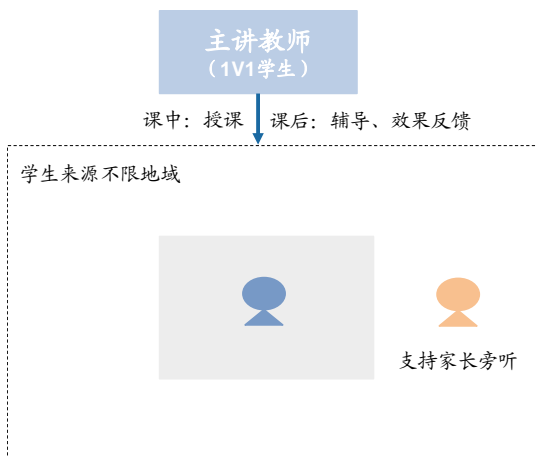 主讲教师
（1V1学生）
课中：授课 课后：辅导、效果反馈
学生来源不限地域
支持家长旁听